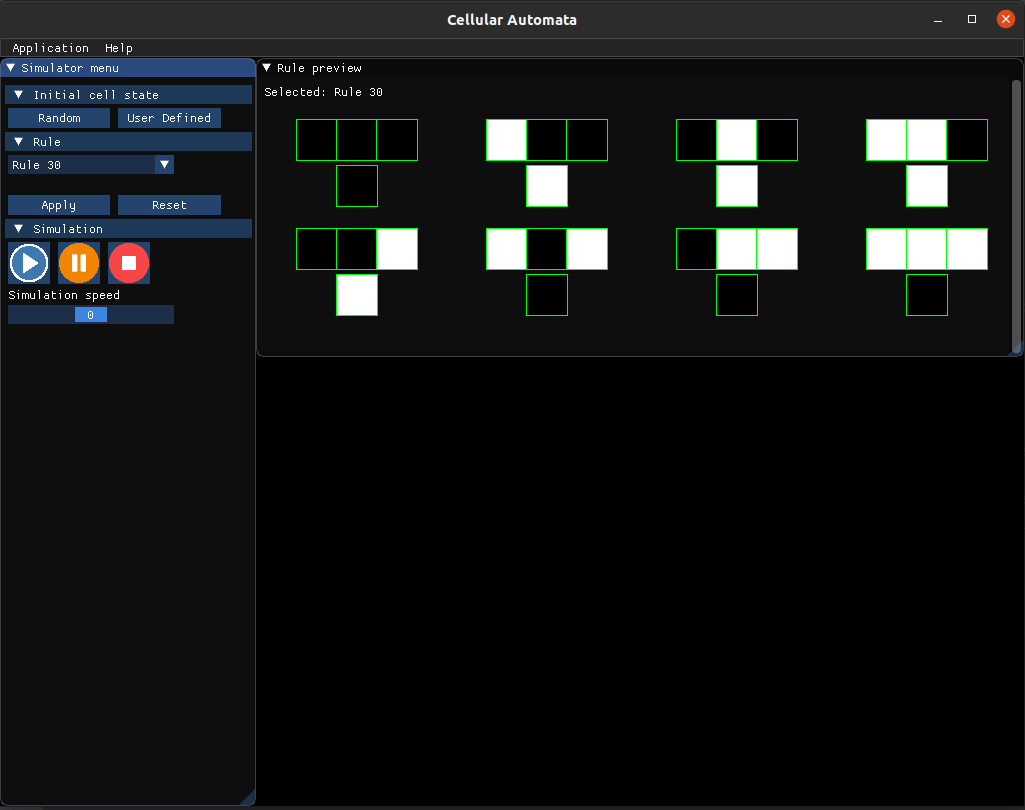 Cellular Automata
Application Help
Simulator menu
Initial cell state
Random User Defined
Rule
Rule 30
Apply Reset
Simulation
Simulation speed
0
Rule preview
Selected: Rule 30